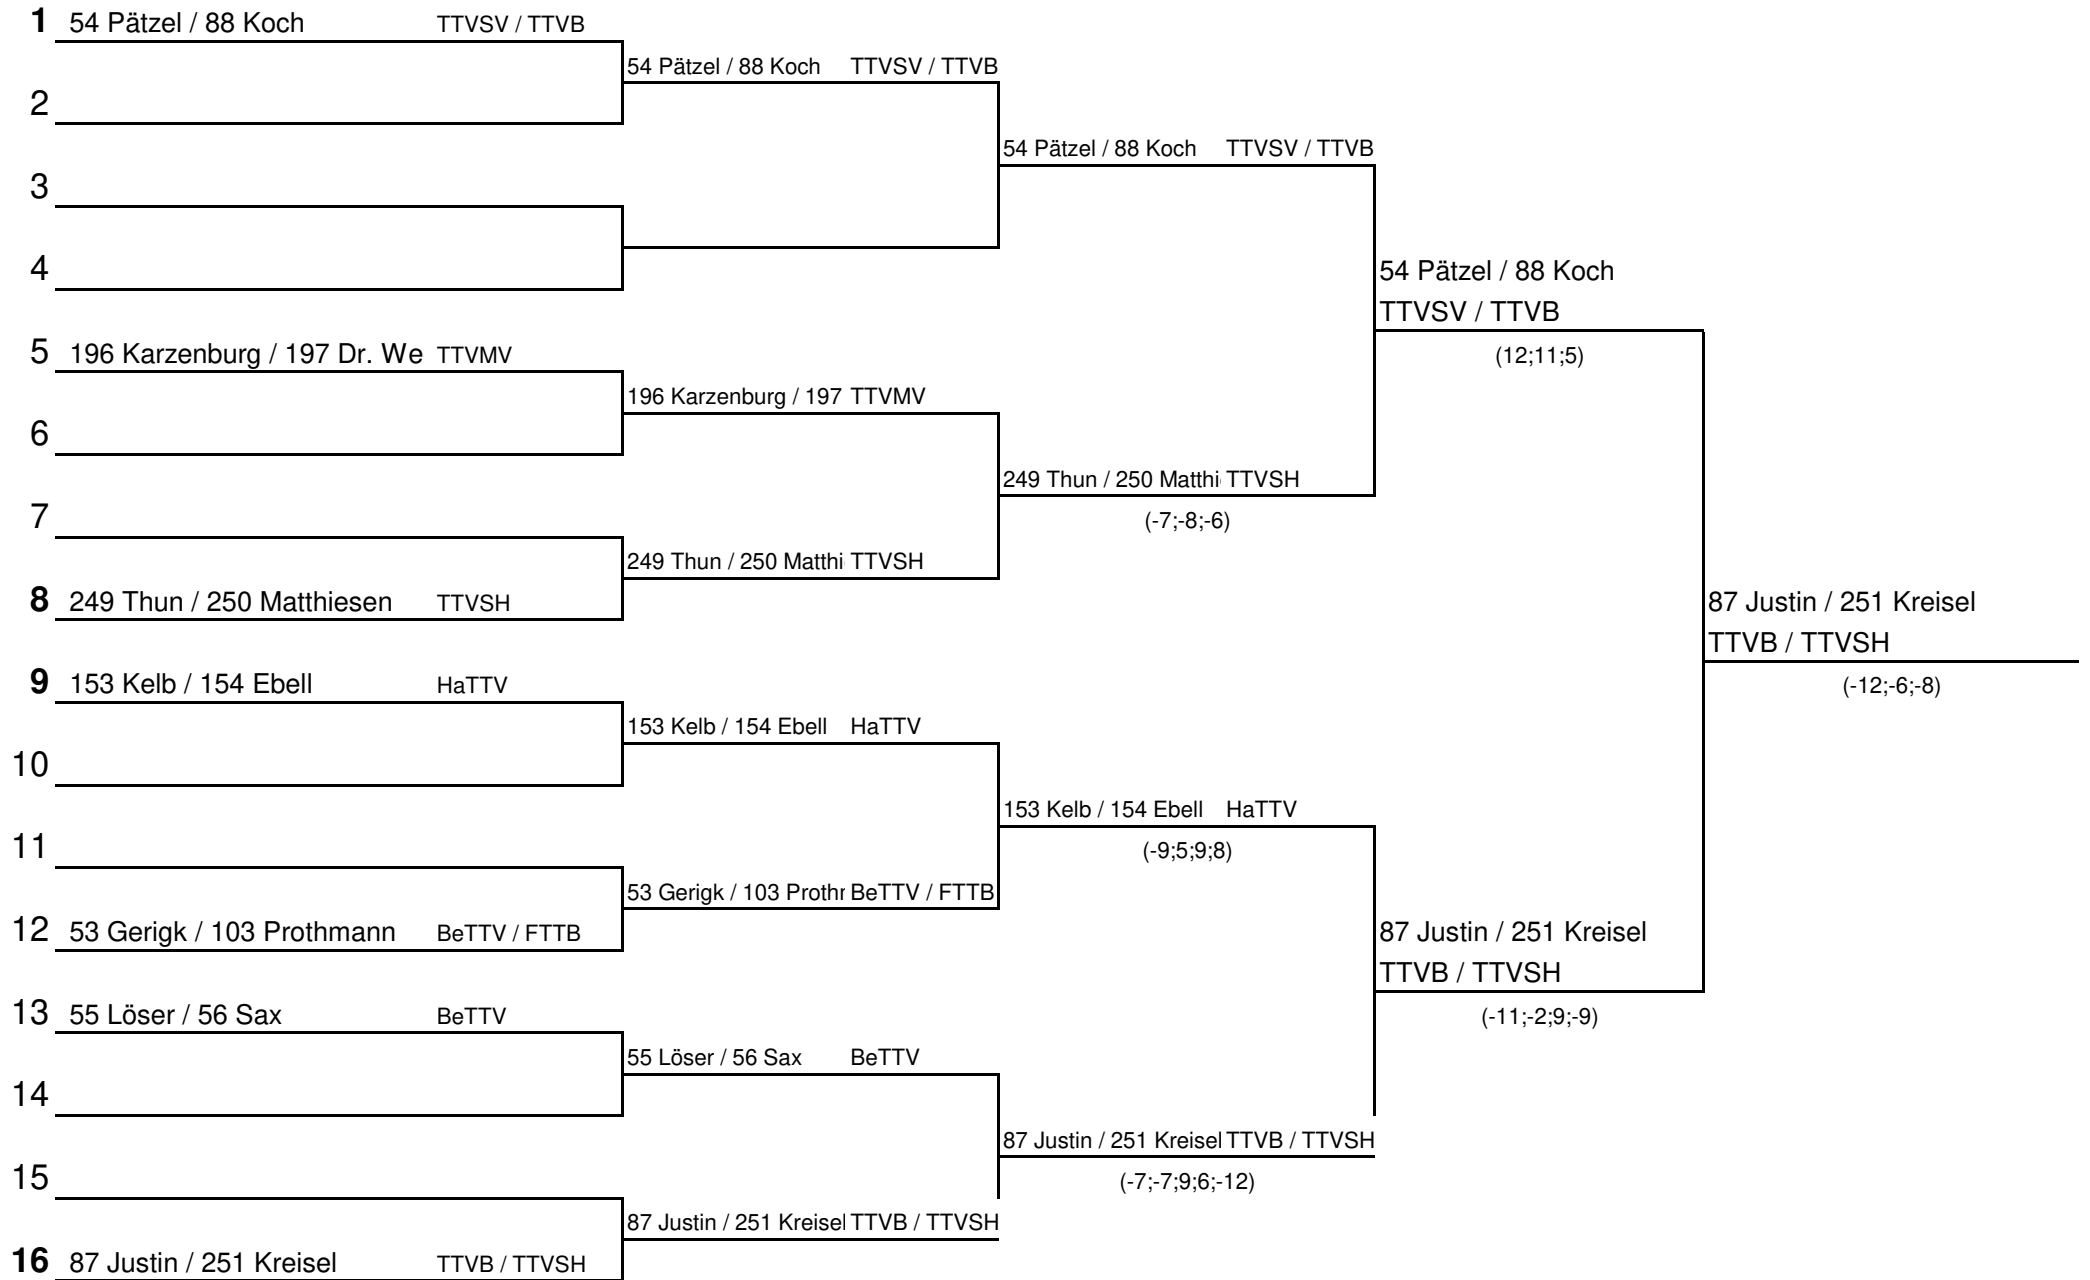 1 54 Pätzel / 88 Koch TTVSV / TTVB
54 Pätzel / 88 Koch TTVSV / TTVB
2
54 Pätzel / 88 Koch TTVSV / TTVB
3
4
54 Pätzel / 88 Koch
TTVSV / TTVB
(12;11;5)
5 196 Karzenburg / 197 Dr. We TTVMV
196 Karzenburg / 197 TTVMV
6
249 Thun / 250 Matthi TTVSH
(-7;-8;-6)
7
249 Thun / 250 Matthi TTVSH
8 249 Thun / 250 Matthiesen TTVSH
87 Justin / 251 Kreisel
TTVB / TTVSH
(-12;-6;-8)
9 153 Kelb / 154 Ebell HaTTV
153 Kelb / 154 Ebell HaTTV
10
153 Kelb / 154 Ebell HaTTV
(-9;5;9;8)
11
53 Gerigk / 103 Prothr BeTTV / FTTB
12 53 Gerigk / 103 Prothmann BeTTV / FTTB
87 Justin / 251 Kreisel
TTVB / TTVSH
(-11;-2;9;-9)
13 55 Löser / 56 Sax BeTTV
55 Löser / 56 Sax BeTTV
14
87 Justin / 251 Kreisel TTVB / TTVSH
(-7;-7;9;6;-12)
15
87 Justin / 251 Kreisel TTVB / TTVSH
16 87 Justin / 251 Kreisel TTVB / TTVSH